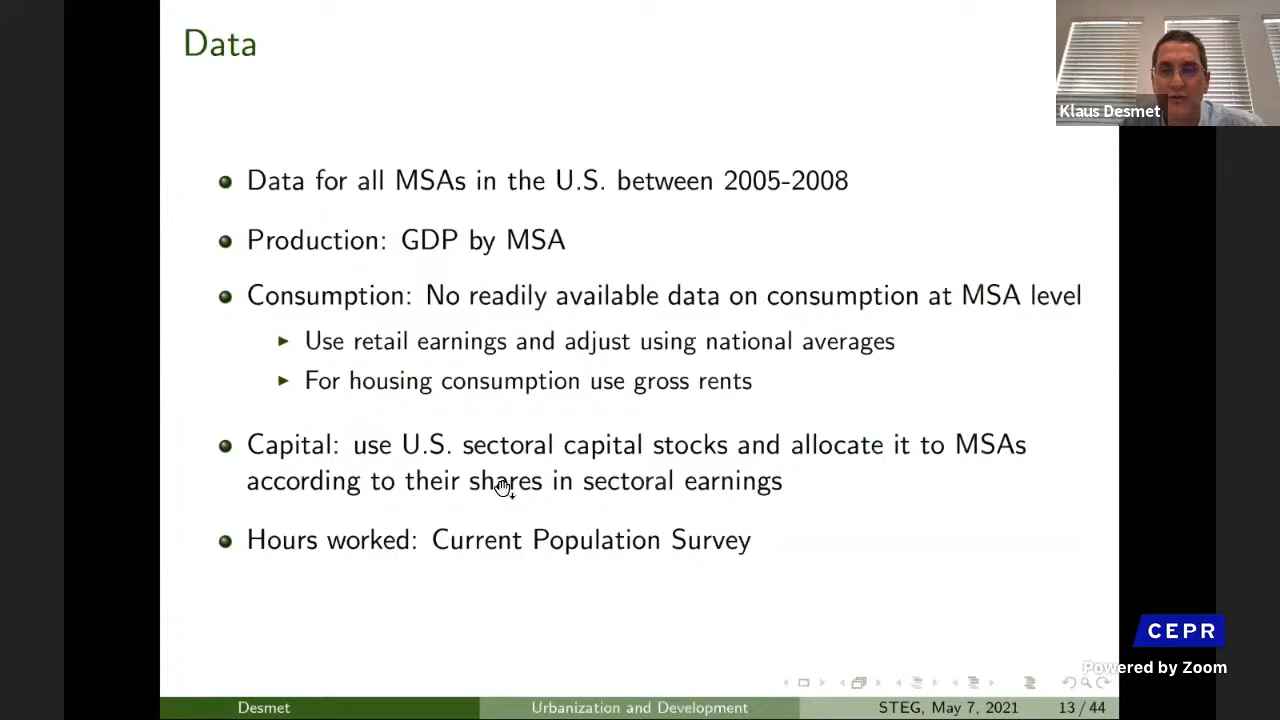 Data
Klaus Desmet
Data for all MSAs in the U.S. between 2005-2008
Production: GDP by MSA
Consumption: No readily available data on consumption at MSA level
Use retail earnings and adjust using national averages
For housing consumption use gross rents
Capital: use U.S. sectoral capital stocks and allocate it to MSAs
according to their shares in sectoral earnings
Hours worked: Current Population Survey
CEPR
Powered by Zoom
Desmet Urbanization and Development STEG, May 7, 2021 13 / 44